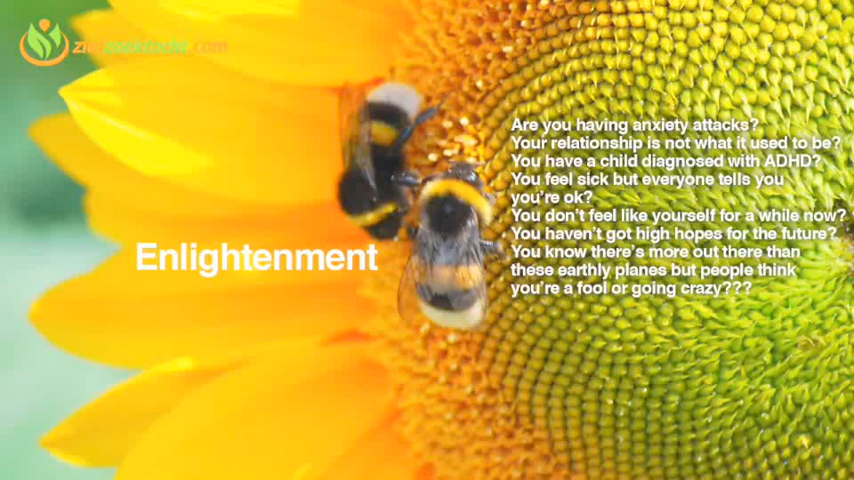 Are you having anxiety attacks?
Your relationship is not what it used to be?
You have a child diagnosed with ADHD?
You feel sick but everyone tells you
you're ok?
You don't feel like yourself for a while now?
You haven't got high hopes for the future?
You know there's more out there than
these earthly planes but people think
you're a fool or going crazy???
Enlightenment